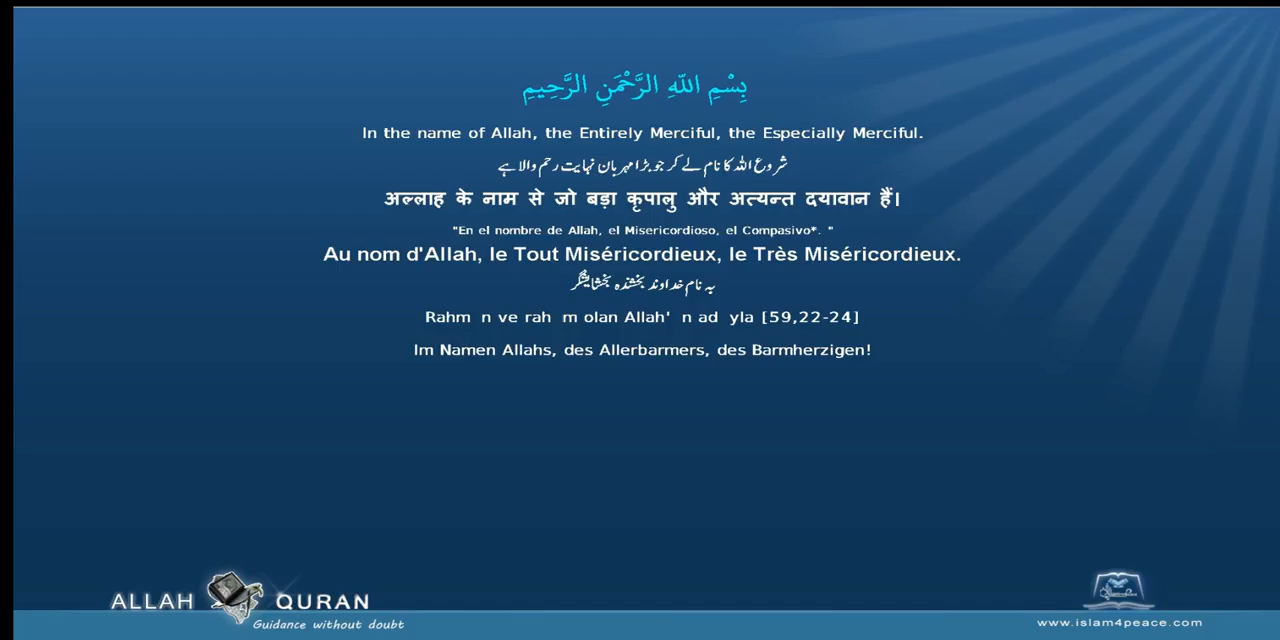 بِسْمِ اللّٰهِ الرَّحْمَنِ الرَّحِيمِ
In the name of Allah, the Entirely Merciful, the Especially Merciful.
شروع اللہ کا نام لے کر جو بڑا مہربان نہایت رحم والا ہے
अल्लाह के नाम से जो बड़ा कृपालु और अत्यन्त दयावान हैं।
"En el nombre de Allah, el Misericordioso, el Compasivo*. "
Au nom d'Allah, le Tout Miséricordieux, le Très Miséricordieux.
به نام خداوند بخشنده بخشایشگر
Rahm n ve rah m olan Allah' n ad yla [59,22-24]
Im Namen Allahs, des Allerbarmers, des Barmherzigen!
ALLAH QURAN
Guidance without doubt
www.islam4peace.com